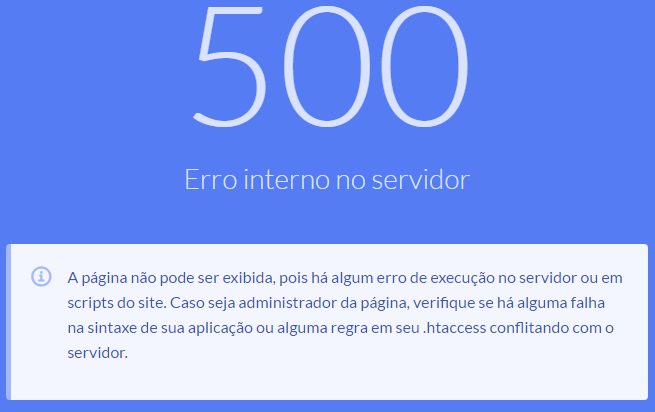 500
Erro interno no servidor
A página não pode ser exibida, pois há algum erro de execução no servidor ou em
scripts do site. Caso seja administrador da página, verifique se há alguma falha
na sintaxe de sua aplicação ou alguma regra em seu .htaccess conflitando com o
servidor.